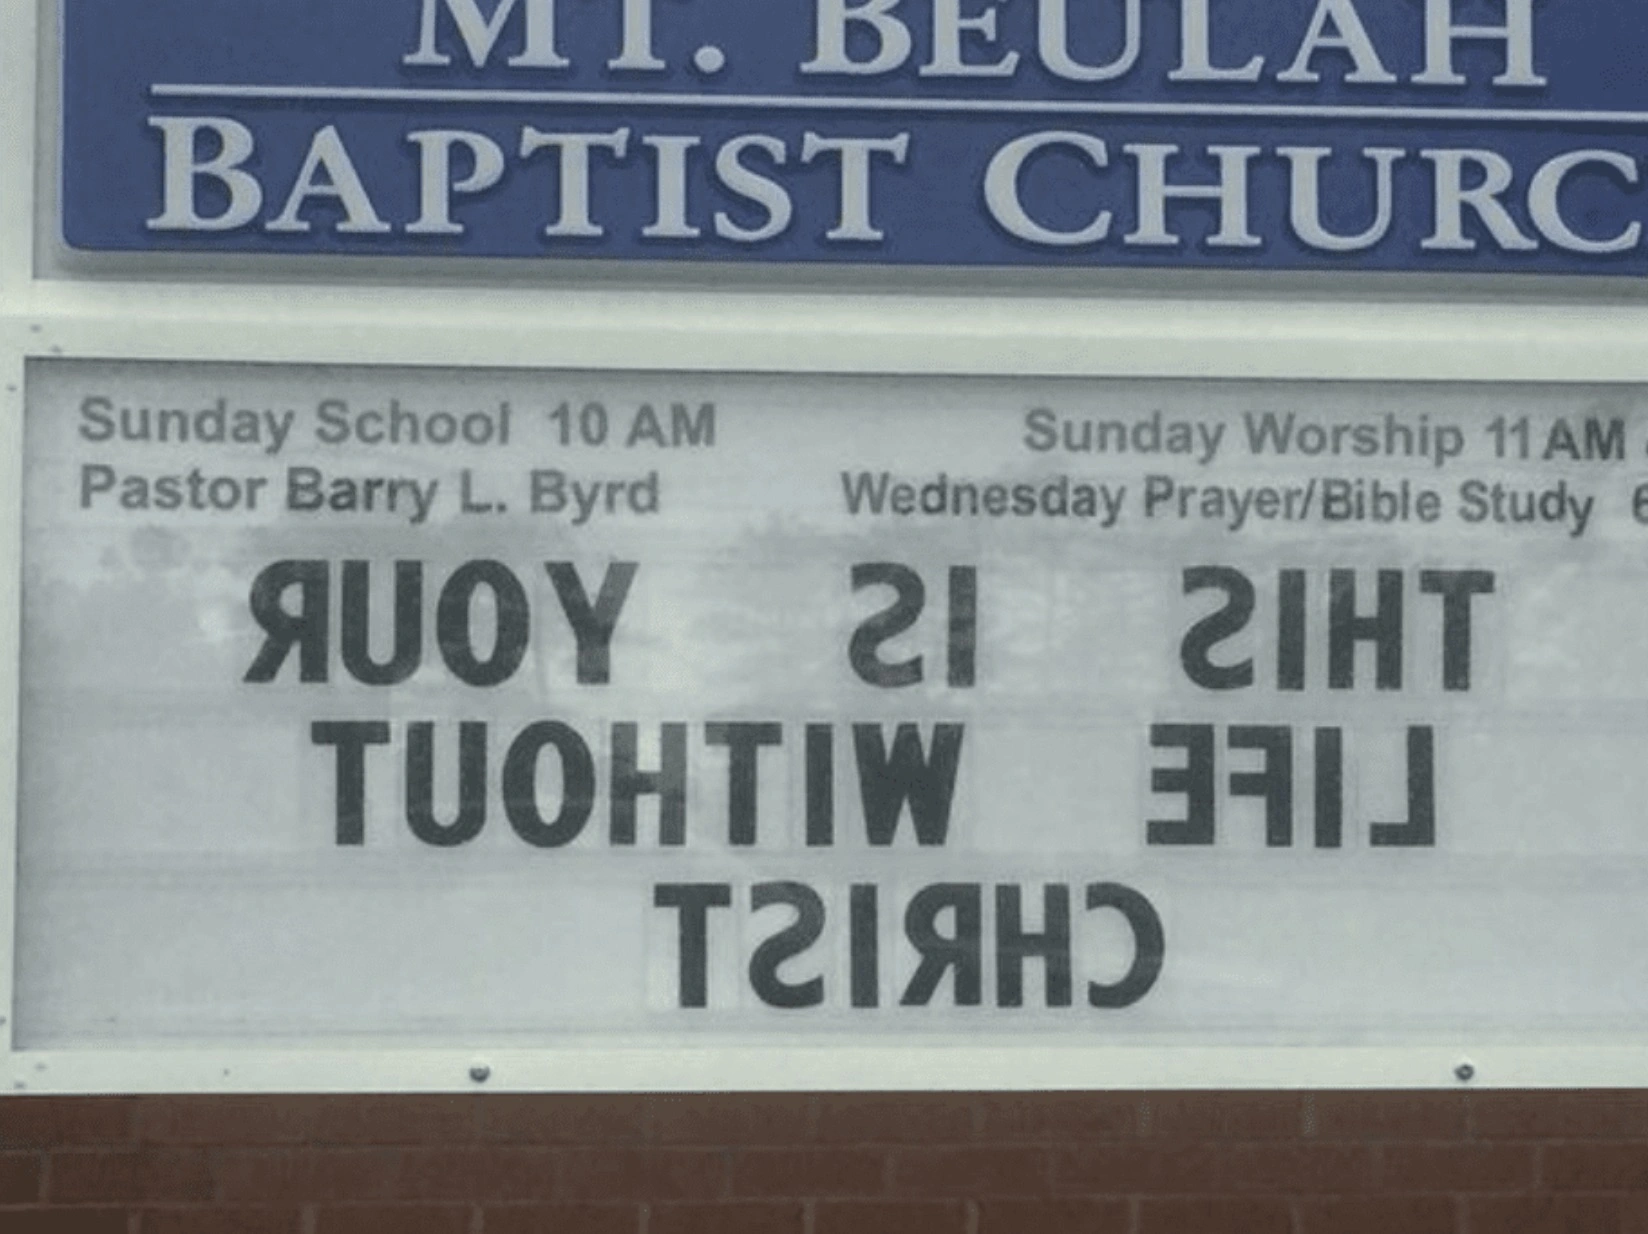 MT. BEULAH
BAPTIST CHURC
Sunday School 10 AM
Pastor Barry L. Byrd
Sunday Worship 11 AM
Wednesday Prayer/Bible Study 6
THIS IS YOUR
LIFE WITHOUT
CHRIST